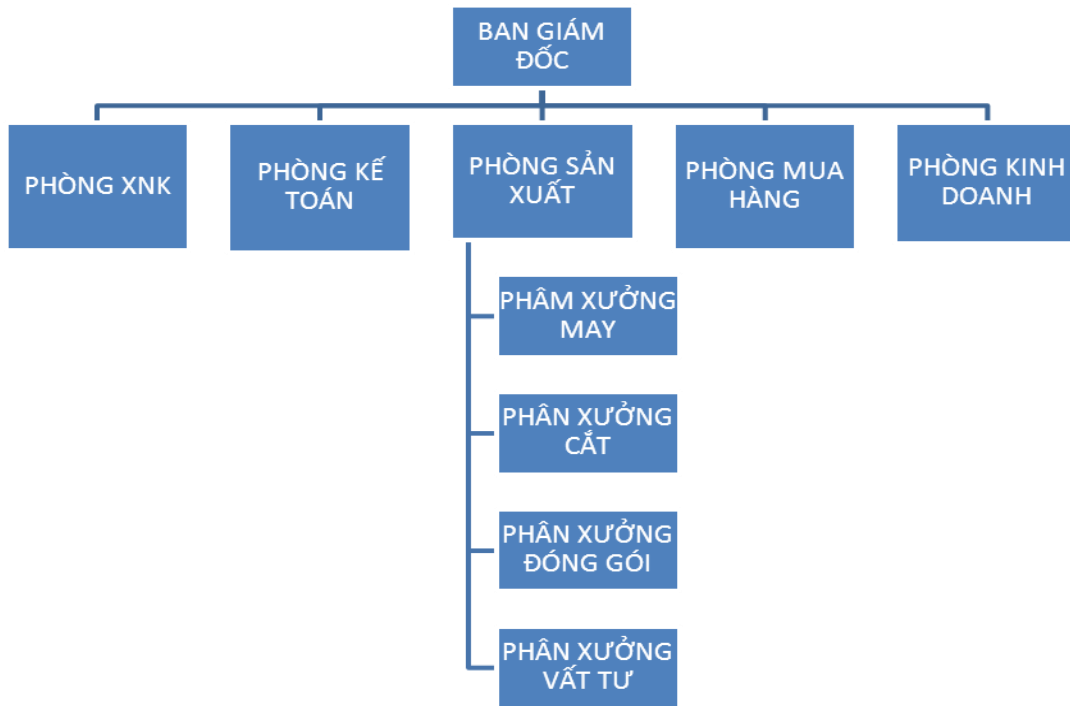 BAN GIÁM
ĐỐC
PHÒNG XNK
PHÒNG KẾ
TOÁN
PHÒNG SẢN
XUẤT
PHÒNG MUA
HÀNG
PHÒNG KINH
DOANH
PHÂM XƯỞNG
MAY
PHÂN XƯỞNG
CẮT
PHÂN XƯỞNG
ĐÓNG GÓI
PHÂN XƯỞNG
VẤT TƯ